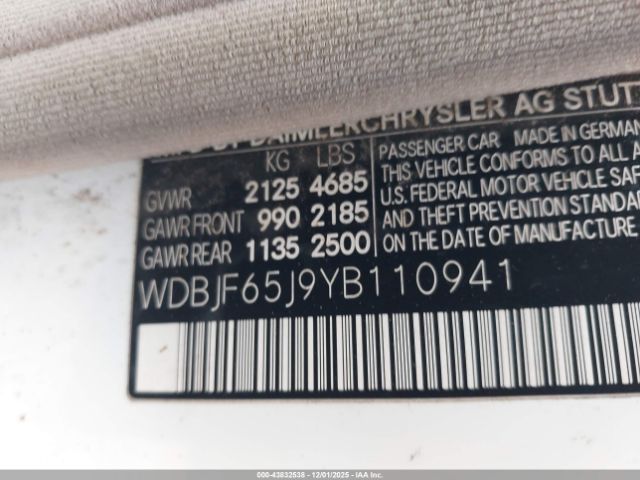 DAIMLERCHRYSLER AG STUTT
KG LBS
GVWR 2125 4685
GAWR FRONT 990 2185
GAWR REAR 1135 2500
PASSENGER CAR MADE IN GERMAN
THIS VEHICLE CONFORMS TO ALL A
U.S. FEDERAL MOTOR VEHICLE SAF
AND THEFT PREVENTION STANDA
ON THE DATE OF MANUFACTURE
WDBJF65J9YB110941
000-43832538 - 12/01/2025 - IAA Inc.